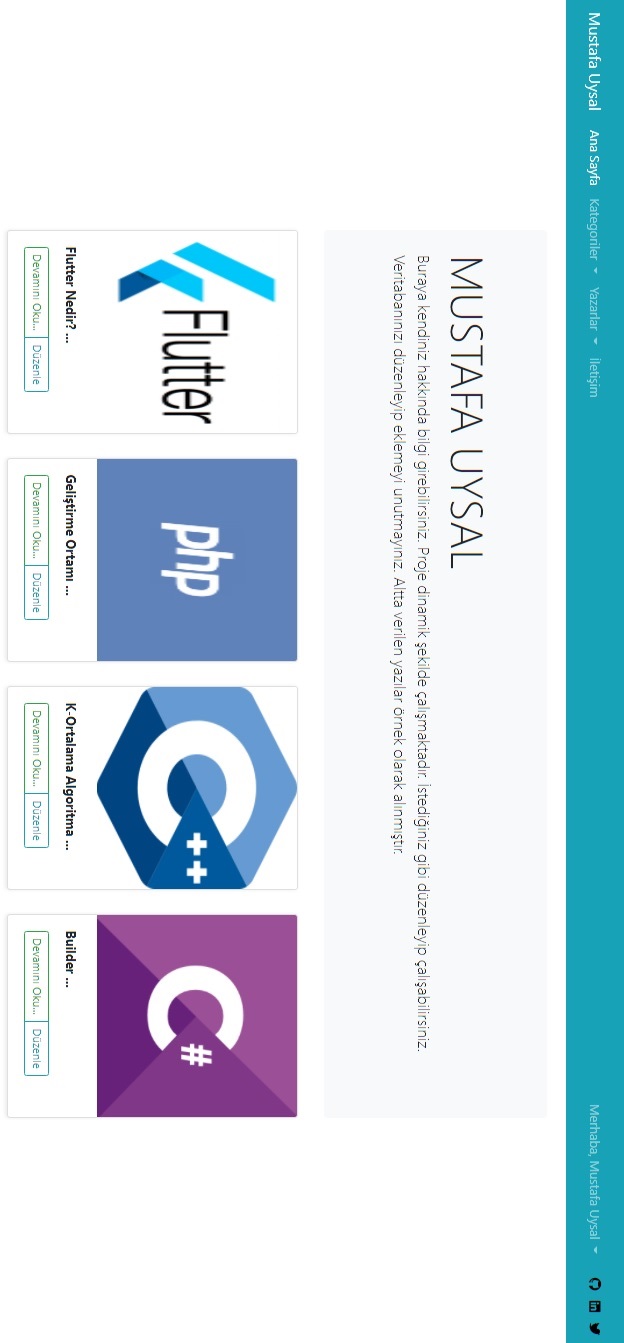 Mustafa Uysal Ana Sayfa Kategoriler Yazarlar İletişim Merhaba, Mustafa Uysal
MUSTAFA UYSAL
Buraya kendiniz hakkında bilgi girebilirsiniz. Proje dinamik şekilde çalışmaktadır. İstediğiniz gibi düzenleyip çalışabilirsiniz.
Veritabanınızı düzenleyip eklemeyi unutmayınız. Altta verilen yazılar örnek olarak alınmıştır.
Flutter
Flutter Nedir? ...
Devamını Oku... Düzenle
php
Geliştirme Ortamı ...
Devamını Oku... Düzenle
C++
K-Ortalama Algoritma ...
Devamını Oku... Düzenle
C#
Builder ...
Devamını Oku... Düzenle